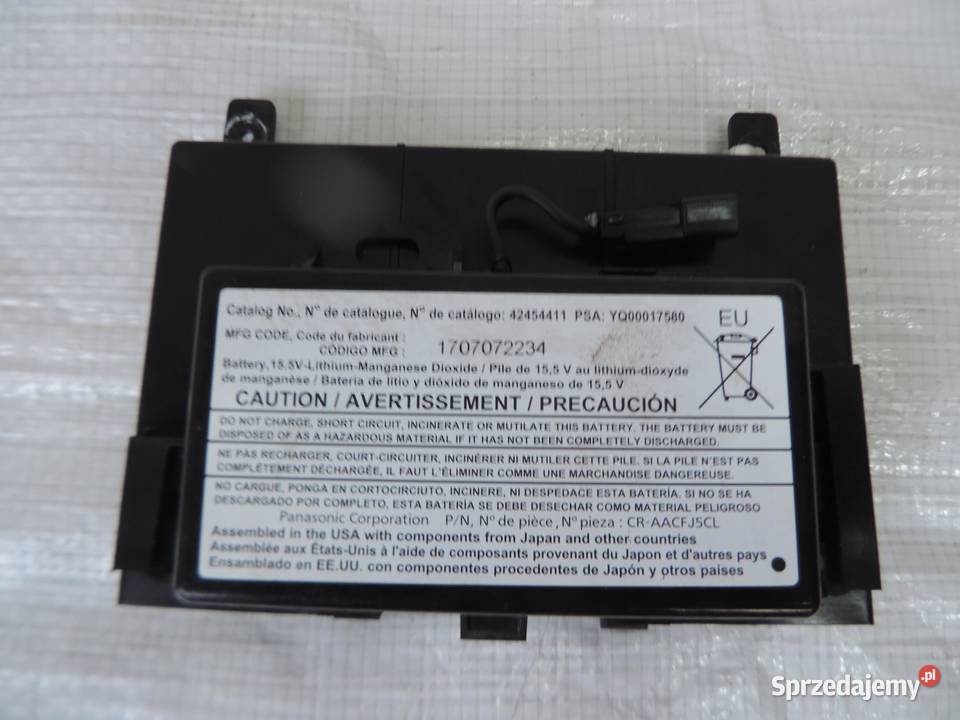 Catalog No., Nº de catálogue, Nº de catálogo: 42454411 PSA: YQ00017580
EU
MFG CODE, Code du fabricant :
CÓDIGO MFG : 1707072234
Battery,15.5V-Lithium-Manganese Dioxide / Pile de 15,5 V au lithium-dioxyde
de manganèse / Batería de litio y dióxido de manganeso de 15,5 V
CAUTION / AVERTISSEMENT / PRECAUCIÓN
DO NOT CHARGE, SHORT CIRCUIT, INCINERATE OR MUTILATE THIS BATTERY. THE BATTERY MUST BE
DISPOSED OF AS A HAZARDOUS MATERIAL IF IT HAS NOT BEEN COMPLETELY DISCHARGED.
NE PAS RECHARGER, COURT-CIRCUITER, INCINÉRER NI MUTILER CETTE PILE. SI LA PILE N'EST PAS
COMPLÈTEMENT DÉCHARGÉE, IL FAUT L'ÉLIMINER COMME UNE MARCHANDISE DANGEREUSE.
NO CARGUE, PONGA EN CORTOCIRCIUTO, INCINERE, NI DESPEDACE ESTA BATERÍA. SI NO SE HA
DESCARGADO POR COMPLETO, ESTA BATERÍA SE DEBE DESECHAR COMO MATERIAL PELIGROSO
Panasonic Corporation P/N, Nº de pièce, Nº pieza : CR-AACFJ5CL
Assembled in the USA with components from Japan and other countries
Assemblée aux États-Unis à l'aide de composants provenant du Japon et d'autres pays
Ensamblado en EE.UU. con componentes procedentes de Japón y otros paises
Sprzedajemy.pl